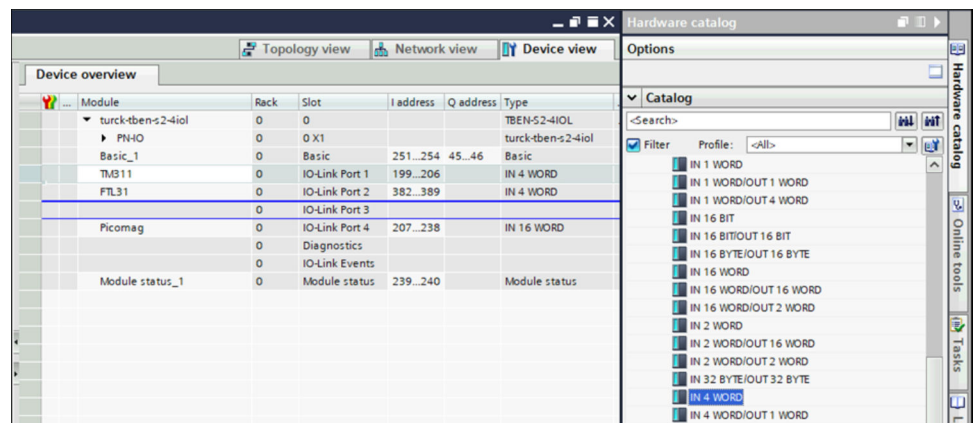 Hardware catalog
Topology view Network view Device view
Options
Device overview
... Module Rack Slot I address Q address Type
turck-tben-s2-4iol 0 0 TBEN-S2-4IOL
PN-IO 0 0 X1 turck-tben-s2-4iol
Basic_1 0 Basic 251...254 45...46 Basic
TM311 0 IO-Link Port 1 199...206 IN 4 WORD
FTL31 0 IO-Link Port 2 382...389 IN 4 WORD
0 IO-Link Port 3
Picomag 0 IO-Link Port 4 207...238 IN 16 WORD
0 Diagnostics
0 IO-Link Events
Module status_1 0 Module status 239...240 Module status
Catalog
<Search>
Filter Profile: <All>
IN 1 WORD
IN 1 WORD/OUT 1 WORD
IN 1 WORD/OUT 4 WORD
IN 16 BIT
IN 16 BIT/OUT 16 BIT
IN 16 BYTE/OUT 16 BYTE
IN 16 WORD
IN 16 WORD/OUT 16 WORD
IN 16 WORD/OUT 2 WORD
IN 2 WORD
IN 2 WORD/OUT 16 WORD
IN 2 WORD/OUT 2 WORD
IN 32 BYTE/OUT 32 BYTE
IN 4 WORD
IN 4 WORD/OUT 1 WORD
Hardware catalog
Online tools
Tasks